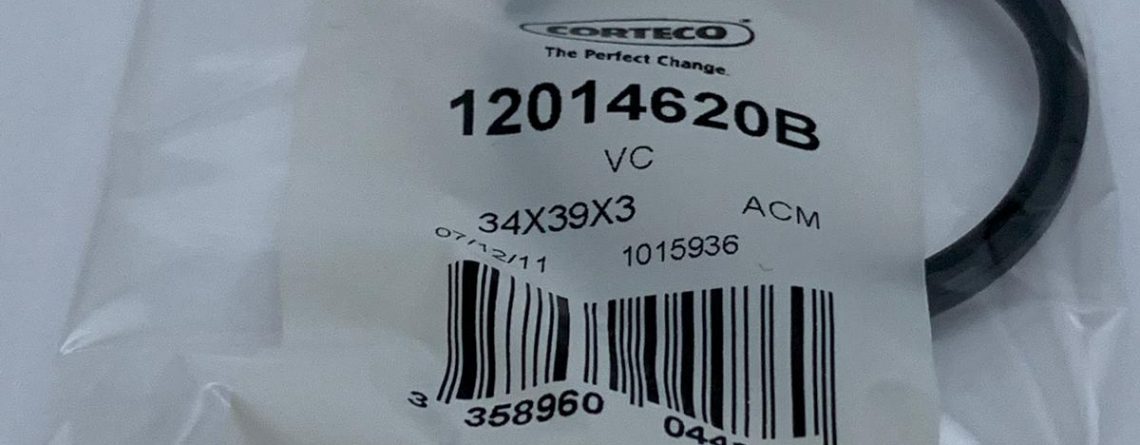 CORTECO
The Perfect Change.
12014620B
VC
34X39X3 ACM
07/12/11 1015936
3 358960